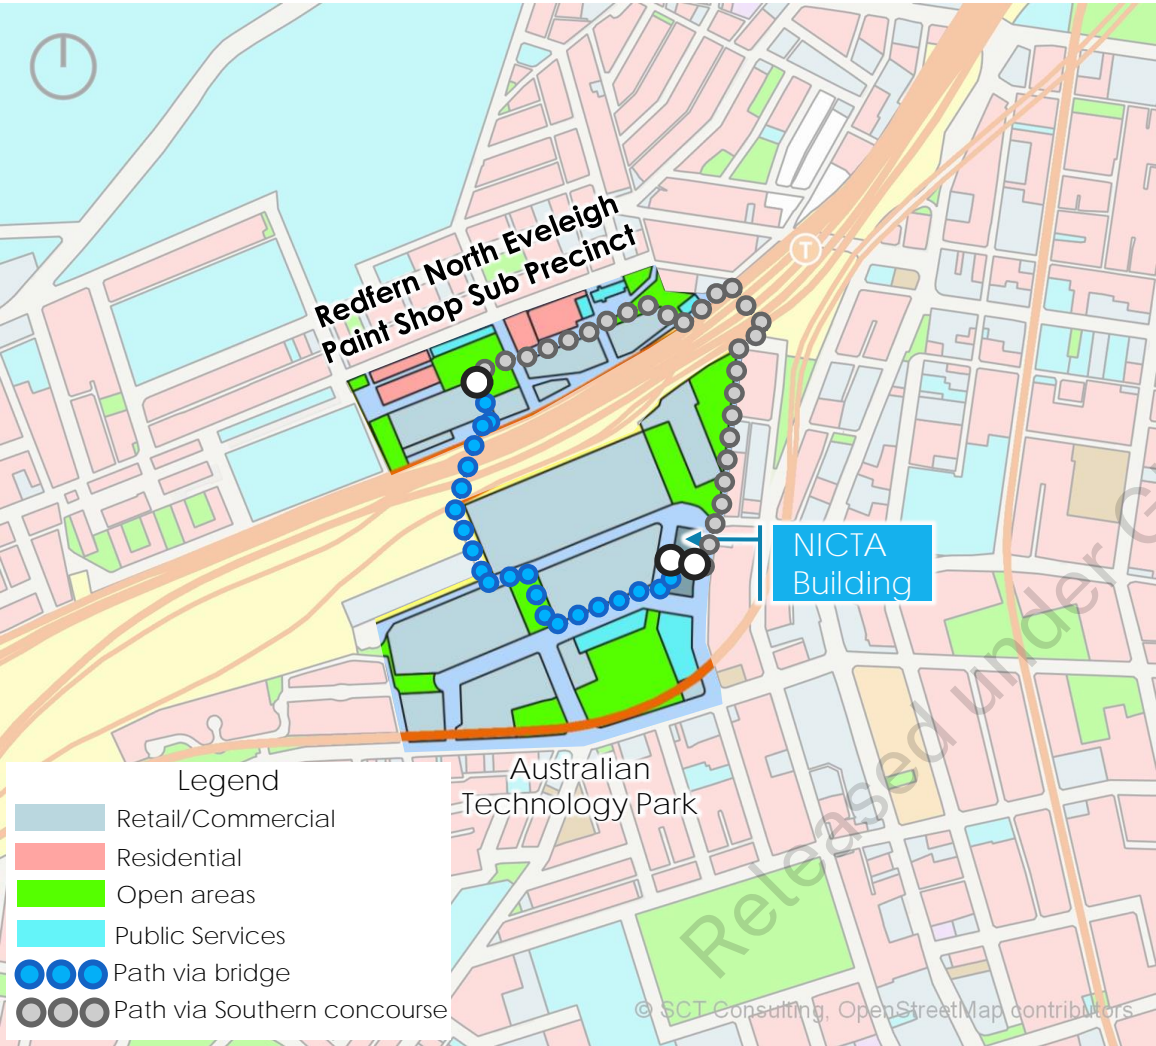 T
Redfern North Eveleigh
Paint Shop Sub Precinct
NICTA
Building
Australian
Technology Park
Legend
Retail/Commercial
Residential
Open areas
Public Services
Path via bridge
Path via Southern concourse
Released under G
© SCT Consulting, OpenStreetMap contributors